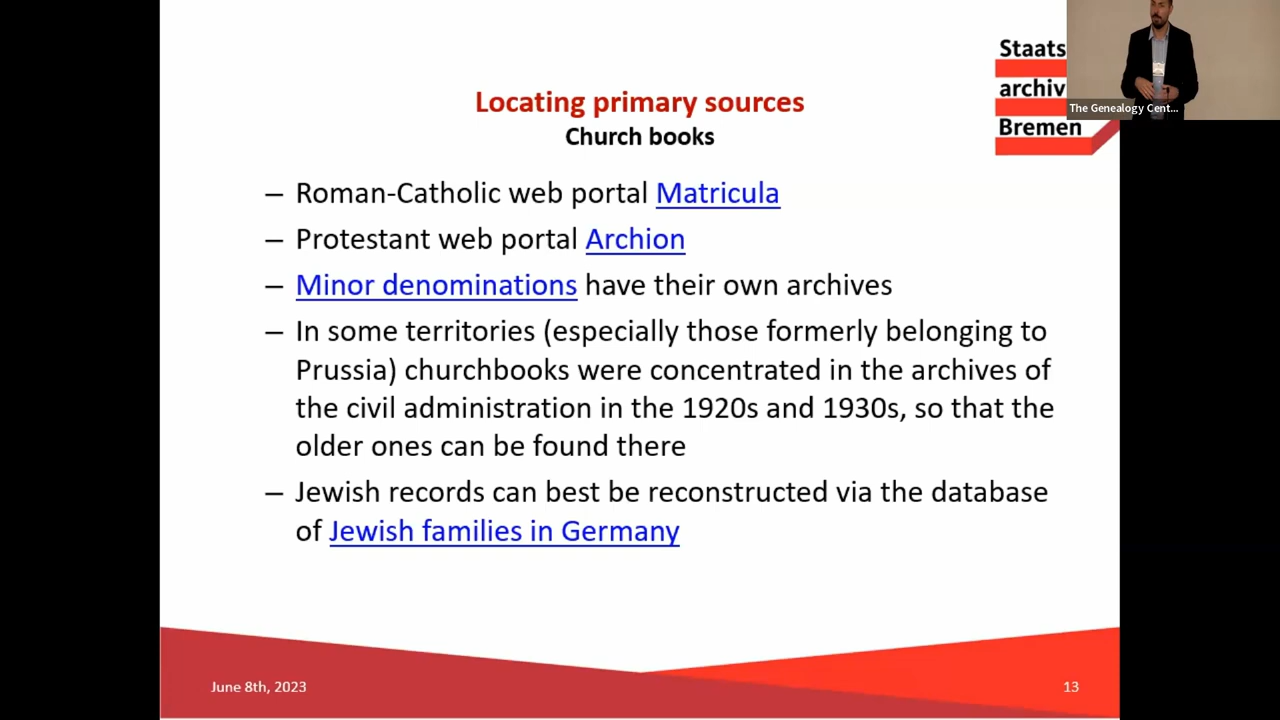 Staats
archiv
Bremen
The Genealogy Cent...
Locating primary sources
Church books
– Roman-Catholic web portal Matricula
– Protestant web portal Archion
– Minor denominations have their own archives
– In some territories (especially those formerly belonging to
Prussia) churchbooks were concentrated in the archives of
the civil administration in the 1920s and 1930s, so that the
older ones can be found there
– Jewish records can best be reconstructed via the database
of Jewish families in Germany
June 8th, 2023
13